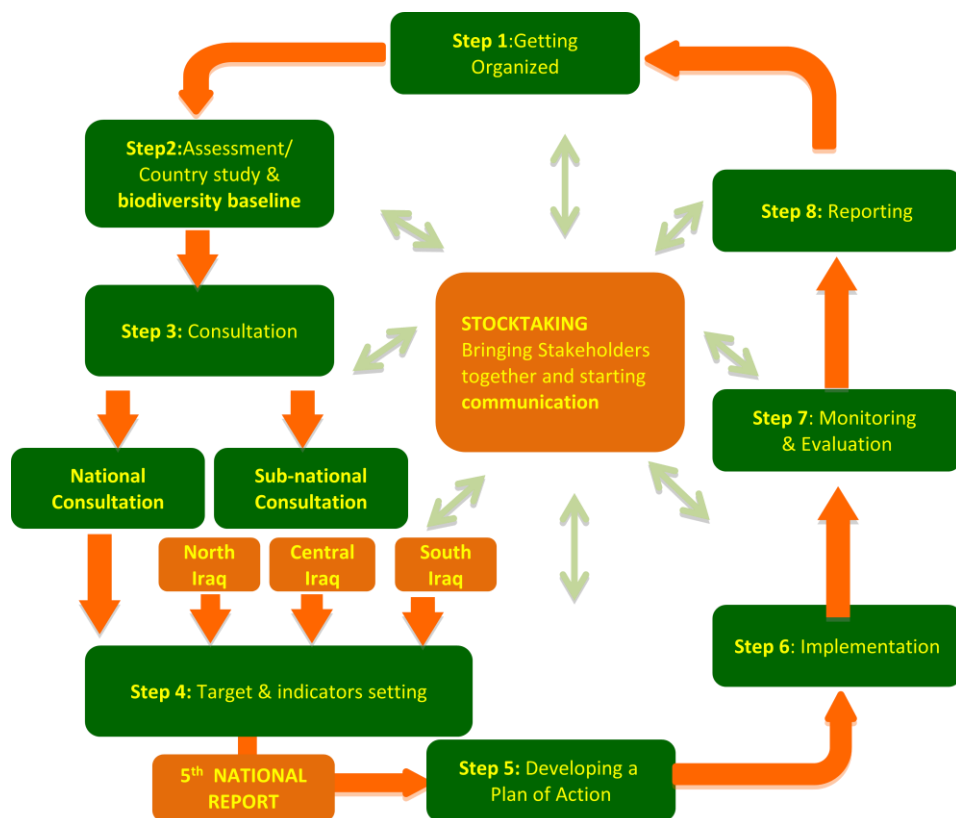 Step 1:Getting
Organized
Step2:Assessment/
Country study &
biodiversity baseline
Step 8: Reporting
STOCKTAKING
Bringing Stakeholders
together and starting
communication
Step 3: Consultation
Step 7: Monitoring
& Evaluation
National
Consultation
Sub-national
Consultation
North
Iraq
Central
Iraq
South
Iraq
Step 6: Implementation
Step 4: Target & indicators setting
5th NATIONAL
REPORT
Step 5: Developing a
Plan of Action